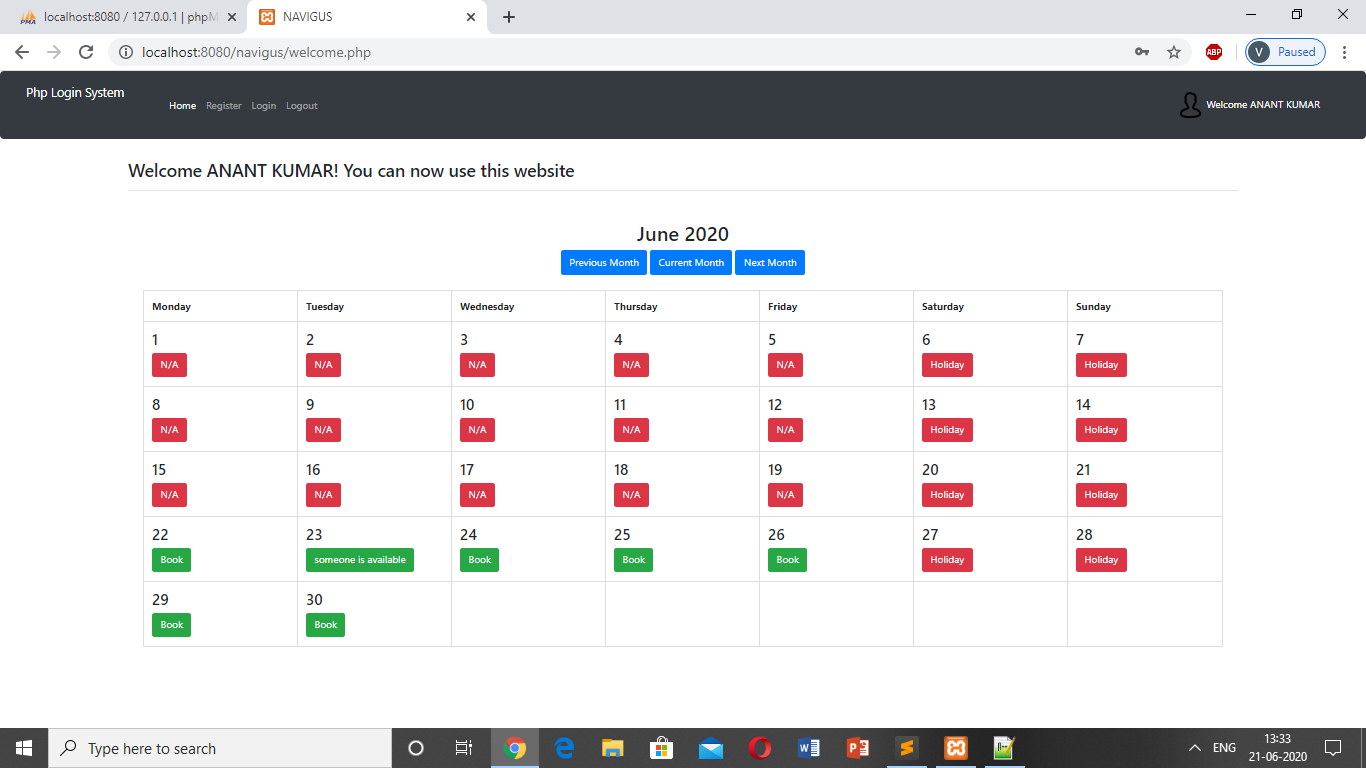 localhost:8080 / 127.0.0.1 | phpM
NAVIGUS
localhost:8080/navigus/welcome.php
ABP
V Paused
Php Login System
Home Register Login Logout
Welcome ANANT KUMAR
Welcome ANANT KUMAR! You can now use this website
June 2020
Previous Month Current Month Next Month
Monday Tuesday Wednesday Thursday Friday Saturday Sunday
1 2 3 4 5 6 7
N/A N/A N/A N/A N/A Holiday Holiday
8 9 10 11 12 13 14
N/A N/A N/A N/A N/A Holiday Holiday
15 16 17 18 19 20 21
N/A N/A N/A N/A N/A Holiday Holiday
22 23 24 25 26 27 28
Book someone is available Book Book Book Holiday Holiday
29 30
Book Book
Type here to search
ENG
13:33
21-06-2020